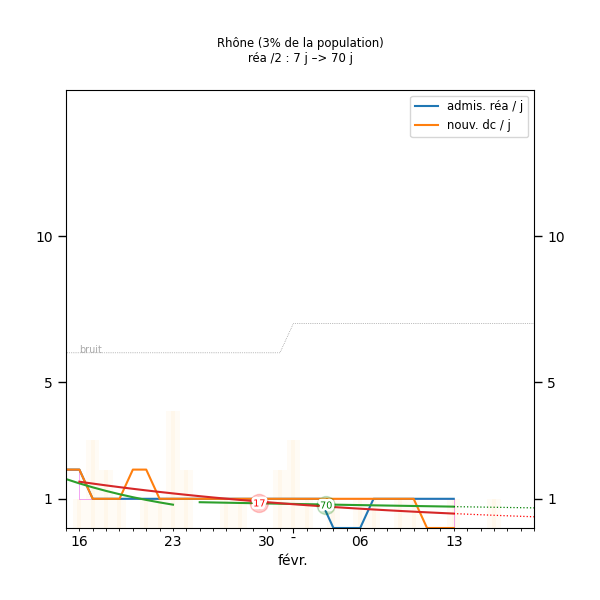 Rhône (3% de la population)
réa /2 : 7 j –> 70 j
admis. réa / j
nouv. dc / j
10 10
bruit
5 5
17 70
1 1
16 23 30 - 06 13
févr.